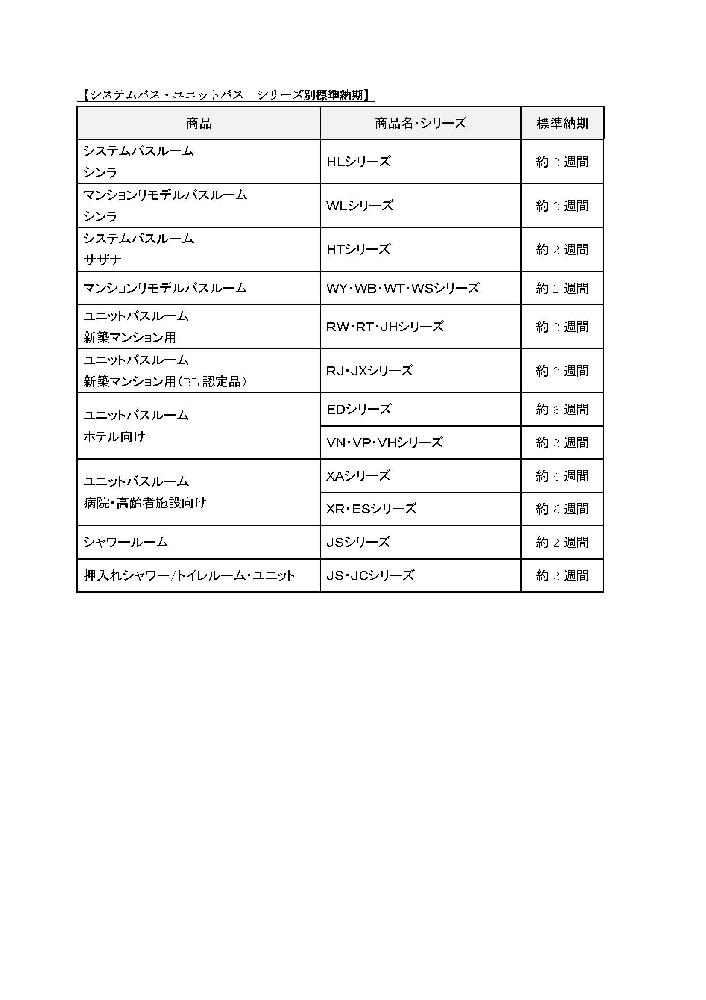 【システムバス・ユニットバス　シリーズ別標準納期】
商品 商品名・シリーズ 標準納期
システムバスルーム
シンラ
HLシリーズ 約 2 週間
マンションリモデルバスルーム
シンラ
WLシリーズ 約 2 週間
システムバスルーム
サザナ
HTシリーズ 約 2 週間
マンションリモデルバスルーム WY・WB・WT・WSシリーズ 約 2 週間
ユニットバスルーム
新築マンション用
RW・RT・JHシリーズ 約 2 週間
ユニットバスルーム
新築マンション用（BL 認定品）
RJ・JXシリーズ 約 2 週間
ユニットバスルーム
ホテル向け
EDシリーズ 約 6 週間
VN・VP・VHシリーズ 約 2 週間
ユニットバスルーム
病院・高齢者施設向け
XAシリーズ 約 4 週間
XR・ESシリーズ 約 6 週間
シャワールーム JSシリーズ 約 2 週間
押入れシャワー/トイレルーム・ユニット JS・JCシリーズ 約 2 週間